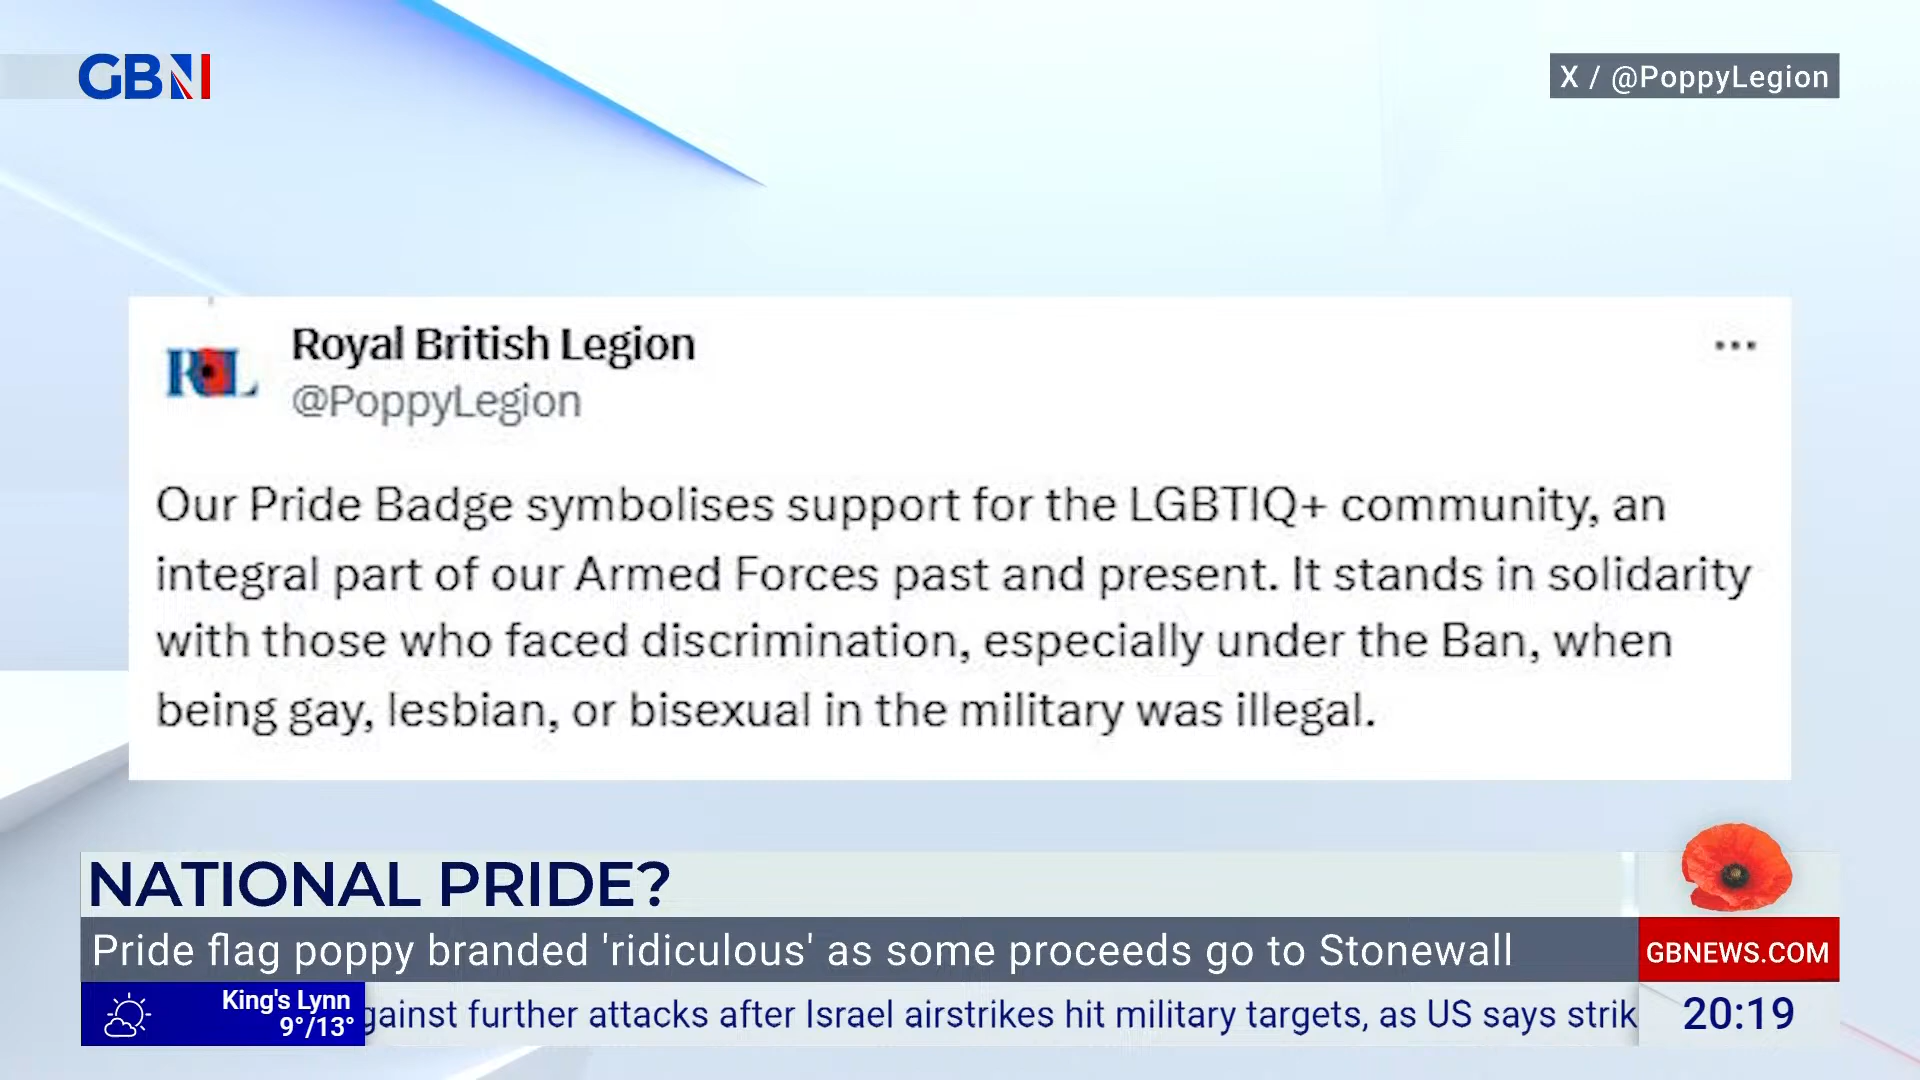 GBN
X / @PoppyLegion
RBL
Royal British Legion
@PoppyLegion
Our Pride Badge symbolises support for the LGBTIQ+ community, an
integral part of our Armed Forces past and present. It stands in solidarity
with those who faced discrimination, especially under the Ban, when
being gay, lesbian, or bisexual in the military was illegal.
NATIONAL PRIDE?
Pride flag poppy branded 'ridiculous' as some proceeds go to Stonewall
GBNEWS.COM
King's Lynn
9°/13°
gainst further attacks after Israel airstrikes hit military targets, as US says strik
20:19